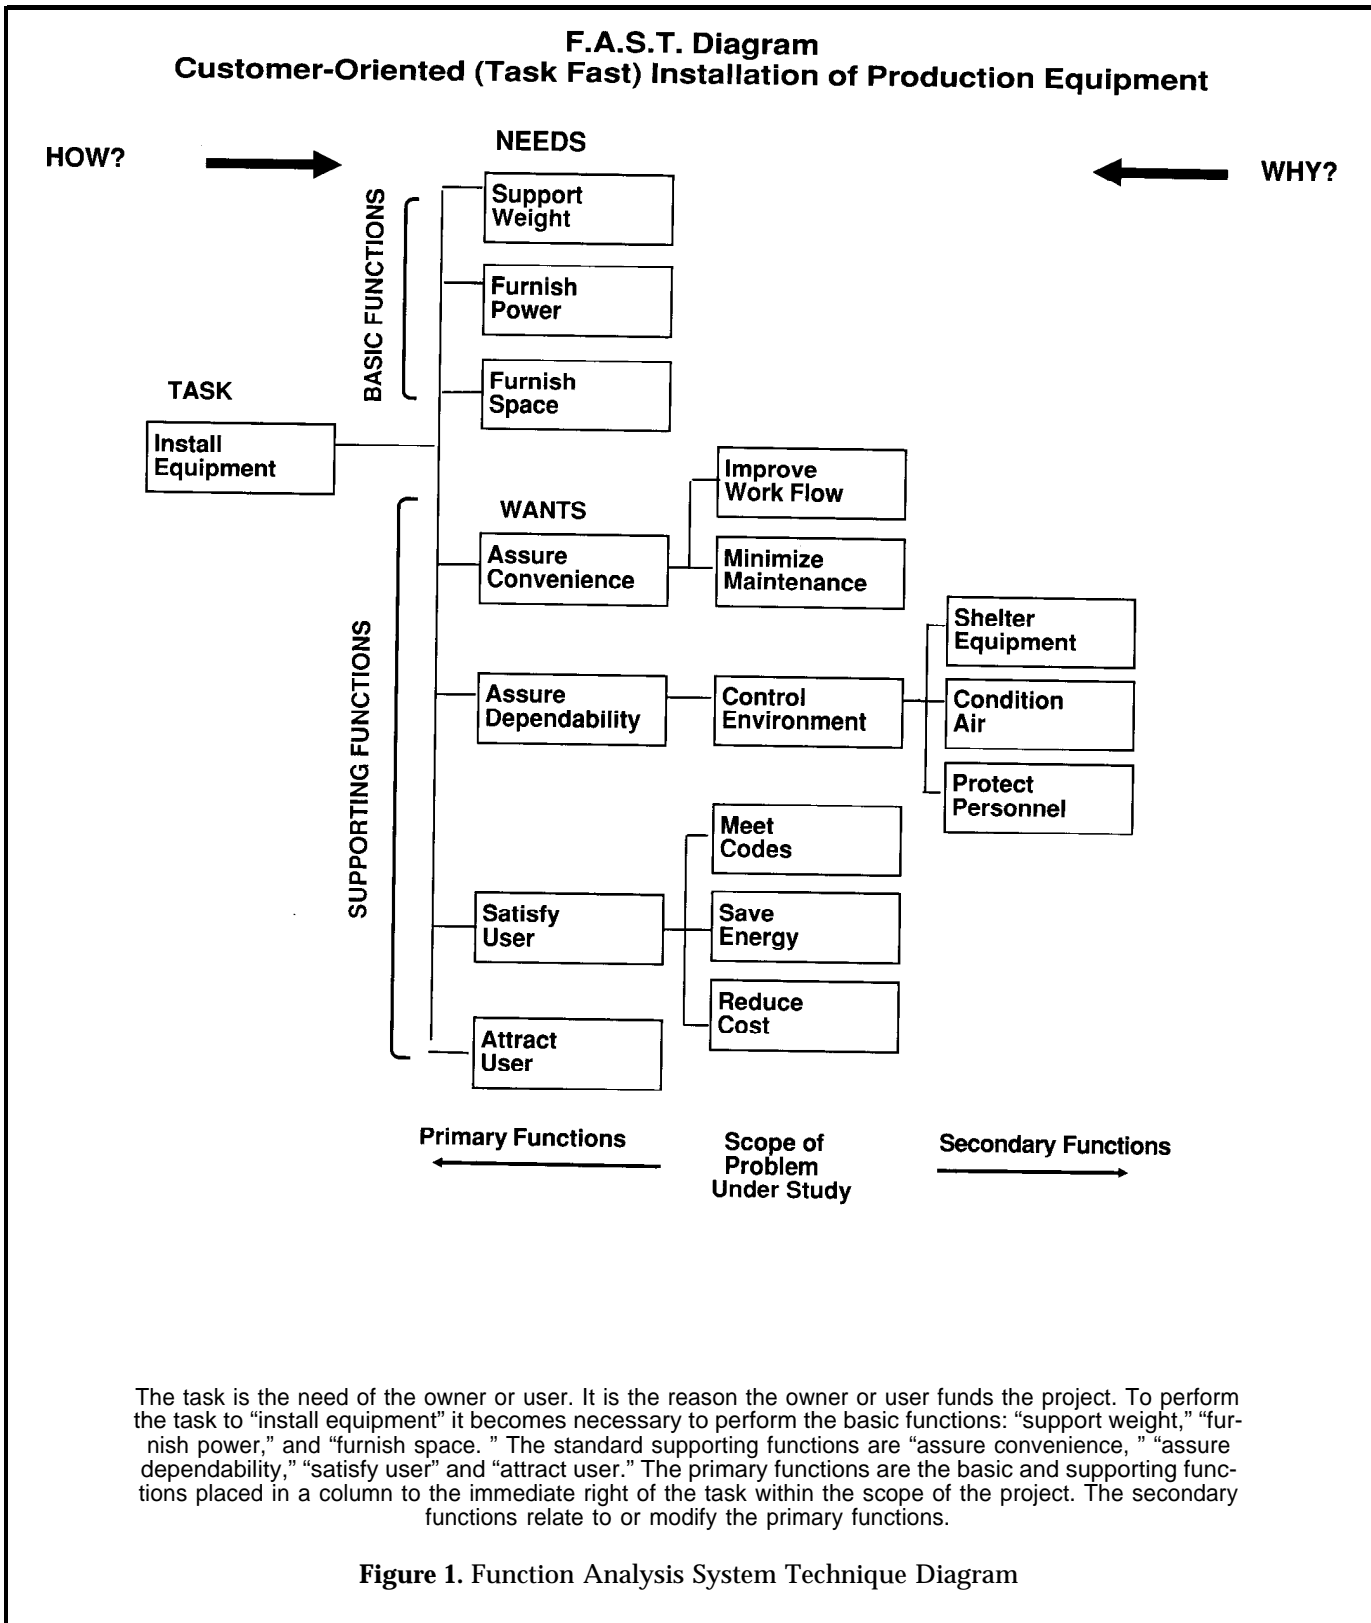 F.A.S.T. Diagram
Customer-Oriented (Task Fast) Installation of Production Equipment
HOW?
NEEDS
WHY?
BASIC FUNCTIONS
Support
Weight
Furnish
Power
Furnish
Space
TASK
Install
Equipment
SUPPORTING FUNCTIONS
WANTS
Assure
Convenience
Improve
Work Flow
Minimize
Maintenance
Assure
Dependability
Control
Environment
Shelter
Equipment
Condition
Air
Protect
Personnel
Satisfy
User
Meet
Codes
Save
Energy
Reduce
Cost
Attract
User
Primary Functions
Scope of
Problem
Under Study
Secondary Functions
The task is the need of the owner or user. It is the reason the owner or user funds the project. To perform
the task to “install equipment” it becomes necessary to perform the basic functions: “support weight,” “fur-
nish power,” and “furnish space. ” The standard supporting functions are “assure convenience, ” “assure
dependability,” “satisfy user” and “attract user.” The primary functions are the basic and supporting func-
tions placed in a column to the immediate right of the task within the scope of the project. The secondary
functions relate to or modify the primary functions.
Figure 1. Function Analysis System Technique Diagram